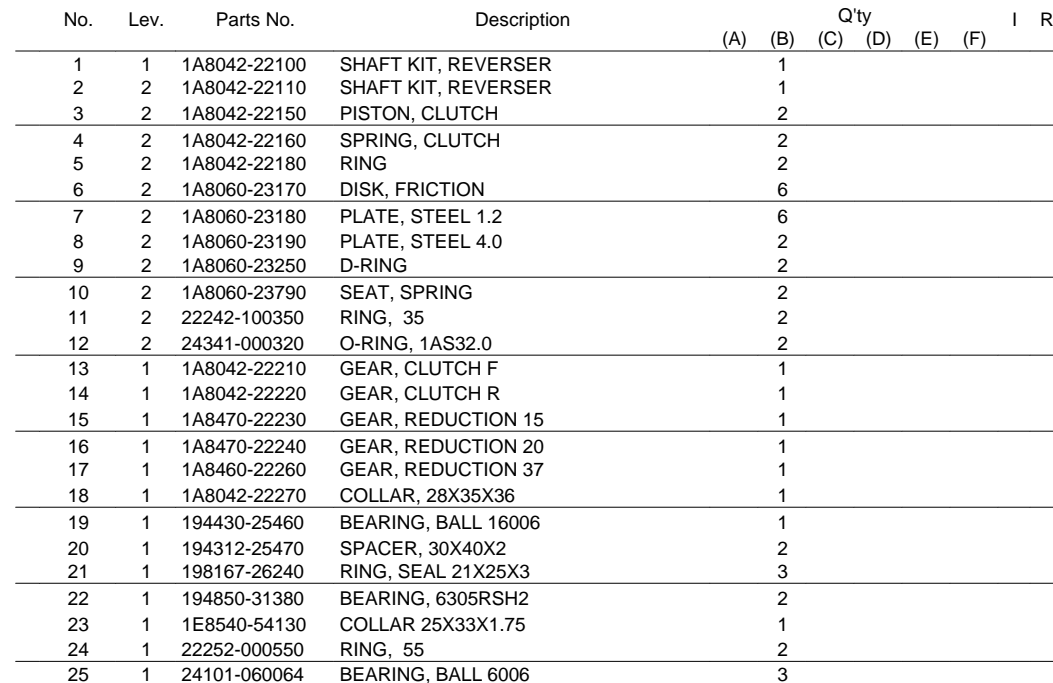 No. Lev. Parts No. Description Q'ty I R
(A) (B) (C) (D) (E) (F)
1 1 1A8042-22100 SHAFT KIT, REVERSER 1
2 2 1A8042-22110 SHAFT KIT, REVERSER 1
3 2 1A8042-22150 PISTON, CLUTCH 2
4 2 1A8042-22160 SPRING, CLUTCH 2
5 2 1A8042-22180 RING 2
6 2 1A8060-23170 DISK, FRICTION 6
7 2 1A8060-23180 PLATE, STEEL 1.2 6
8 2 1A8060-23190 PLATE, STEEL 4.0 2
9 2 1A8060-23250 D-RING 2
10 2 1A8060-23790 SEAT, SPRING 2
11 2 22242-100350 RING, 35 2
12 2 24341-000320 O-RING, 1AS32.0 2
13 1 1A8042-22210 GEAR, CLUTCH F 1
14 1 1A8042-22220 GEAR, CLUTCH R 1
15 1 1A8470-22230 GEAR, REDUCTION 15 1
16 1 1A8470-22240 GEAR, REDUCTION 20 1
17 1 1A8460-22260 GEAR, REDUCTION 37 1
18 1 1A8042-22270 COLLAR, 28X35X36 1
19 1 194430-25460 BEARING, BALL 16006 1
20 1 194312-25470 SPACER, 30X40X2 2
21 1 198167-26240 RING, SEAL 21X25X3 3
22 1 194850-31380 BEARING, 6305RSH2 2
23 1 1E8540-54130 COLLAR 25X33X1.75 1
24 1 22252-000550 RING, 55 2
25 1 24101-060064 BEARING, BALL 6006 3